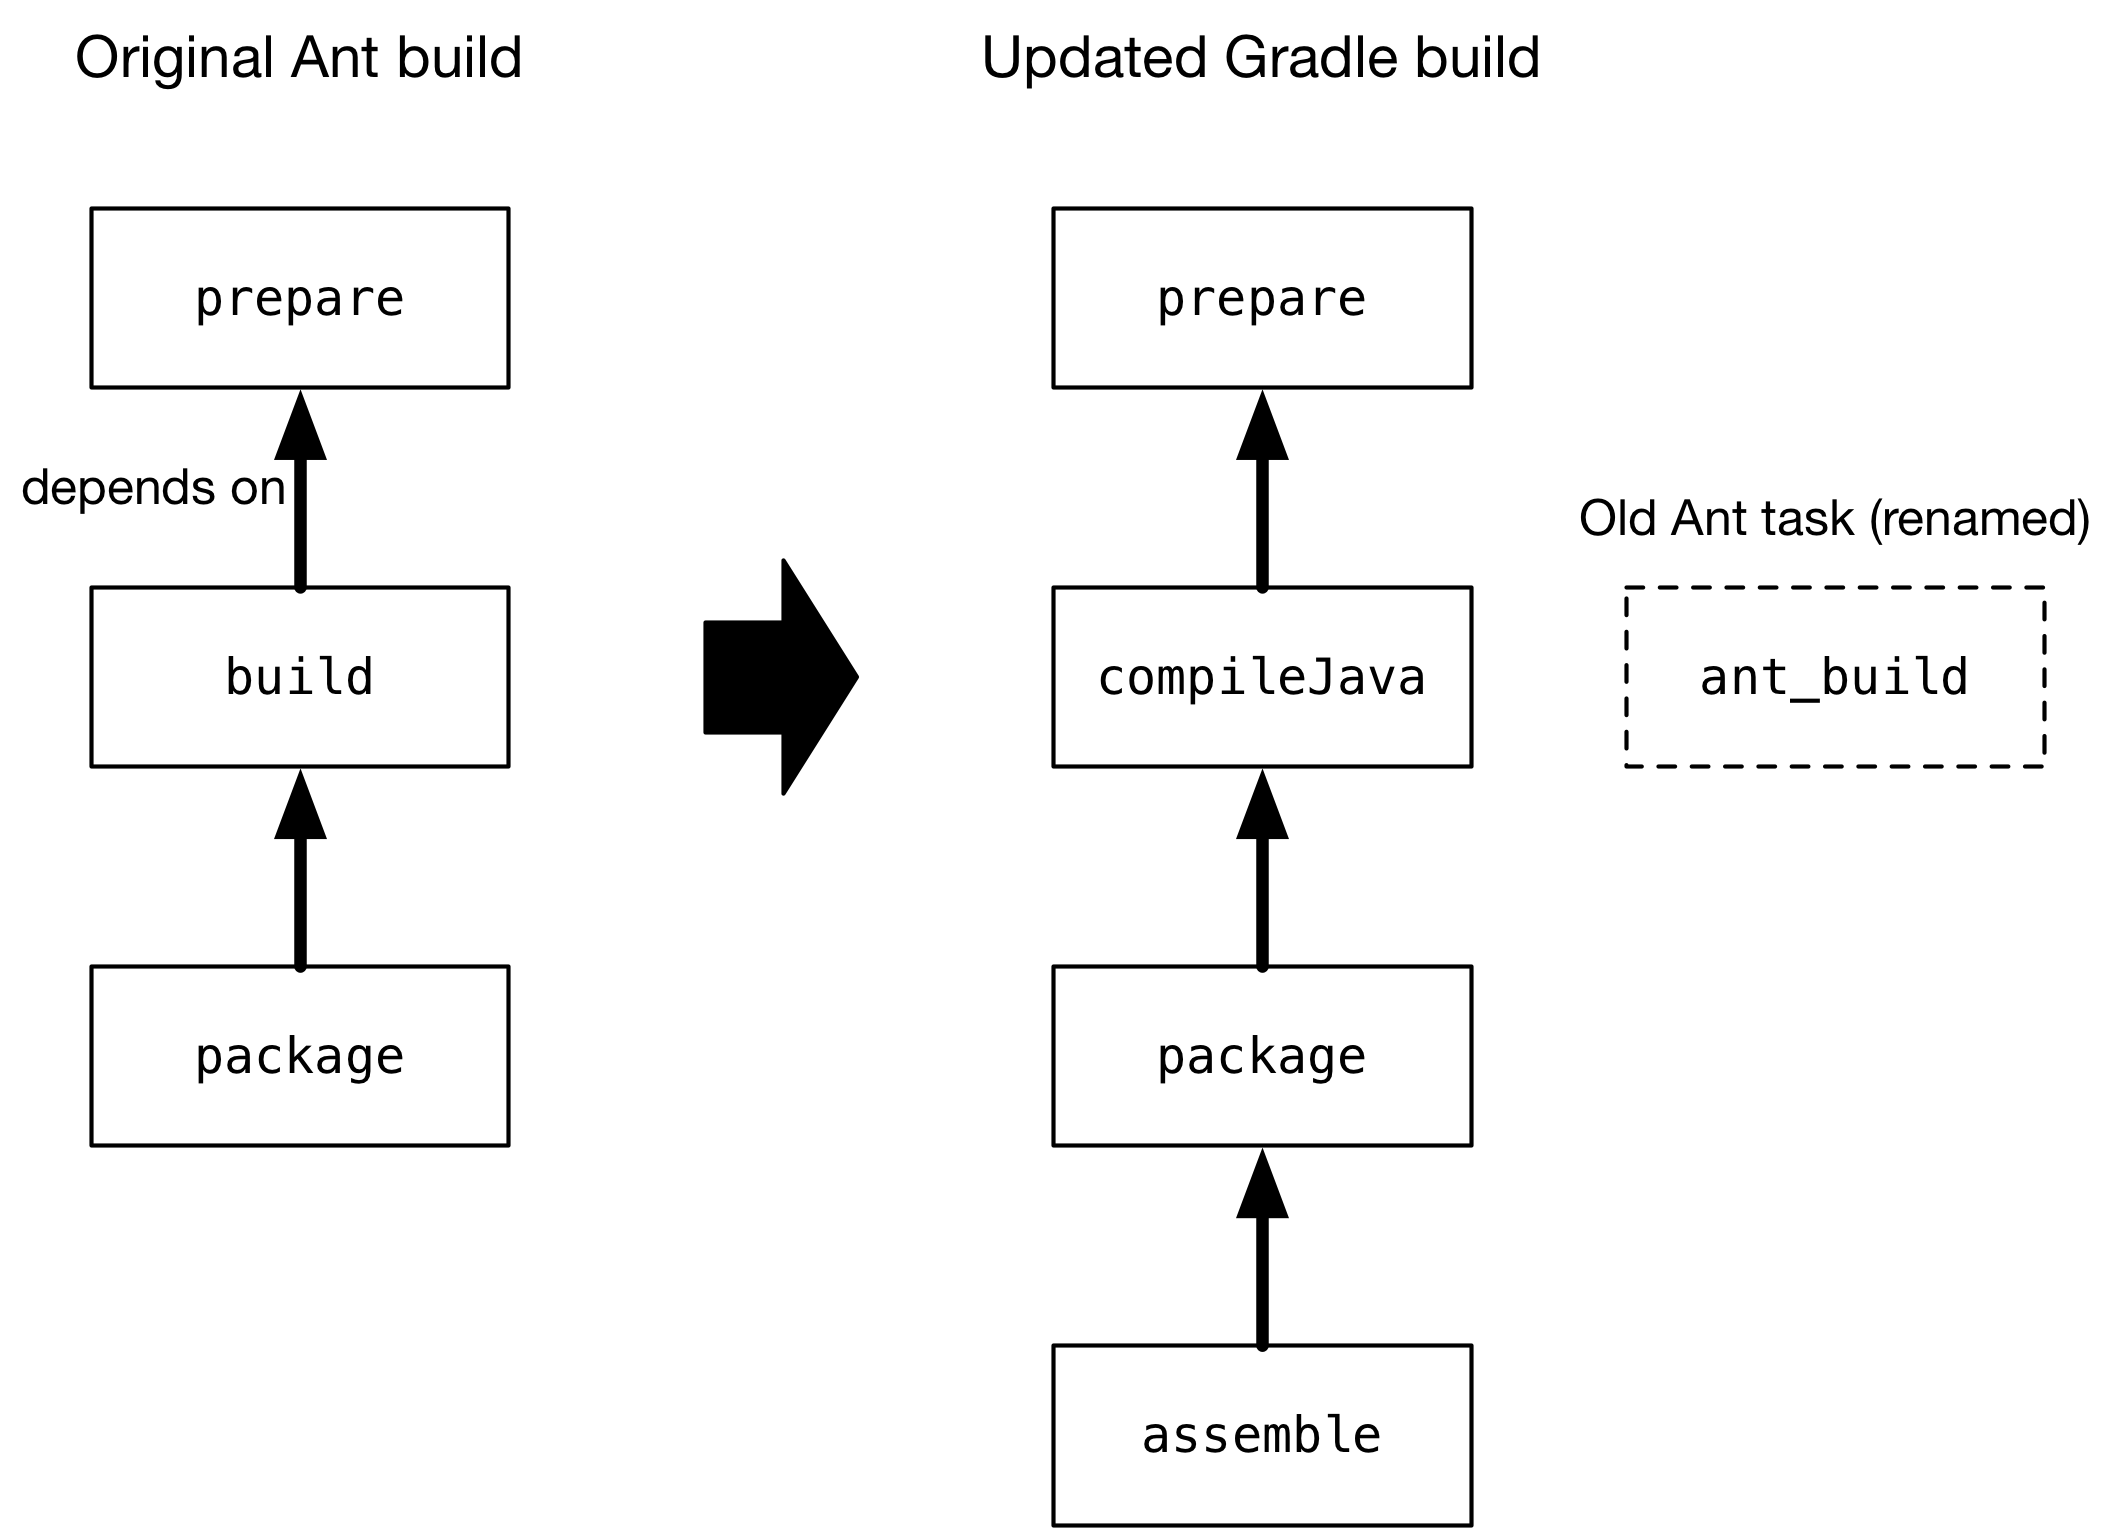 Original Ant build
Updated Gradle build
prepare
prepare
depends on
Old Ant task (renamed)
build
compileJava
ant_build
package
package
assemble